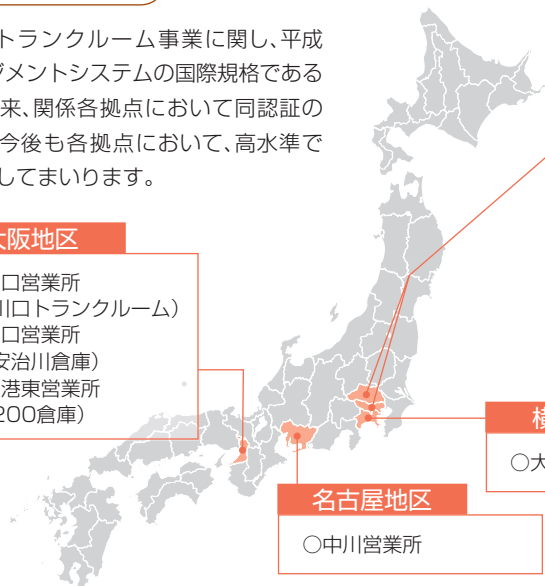 トランクルーム事業に関し、平成
ジメントシステムの国際規格である
来、関係各拠点において同認証の
今後も各拠点において、高水準で
してまいります。
大阪地区
口営業所
川口トランクルーム）
口営業所
安治川倉庫）
港東営業所
200倉庫）
横
○大
名古屋地区
○中川営業所